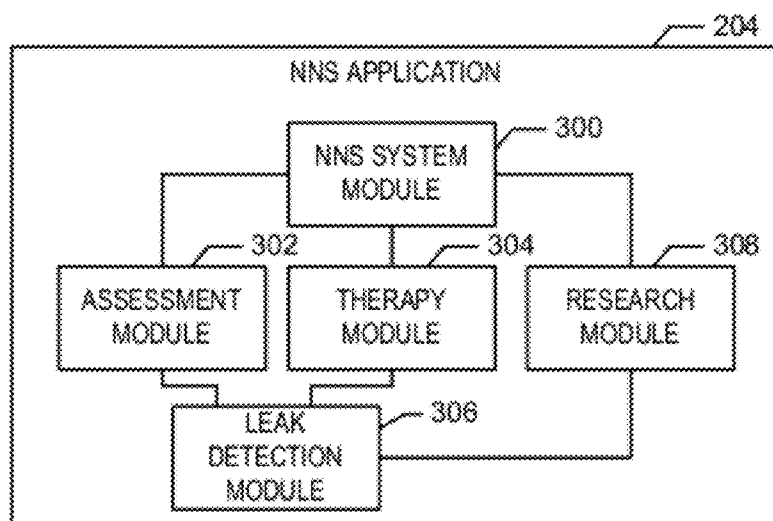 204
NNS APPLICATION
300
NNS SYSTEM
MODULE
302
304
308
ASSESSMENT
MODULE
THERAPY
MODULE
RESEARCH
MODULE
306
LEAK
DETECTION
MODULE